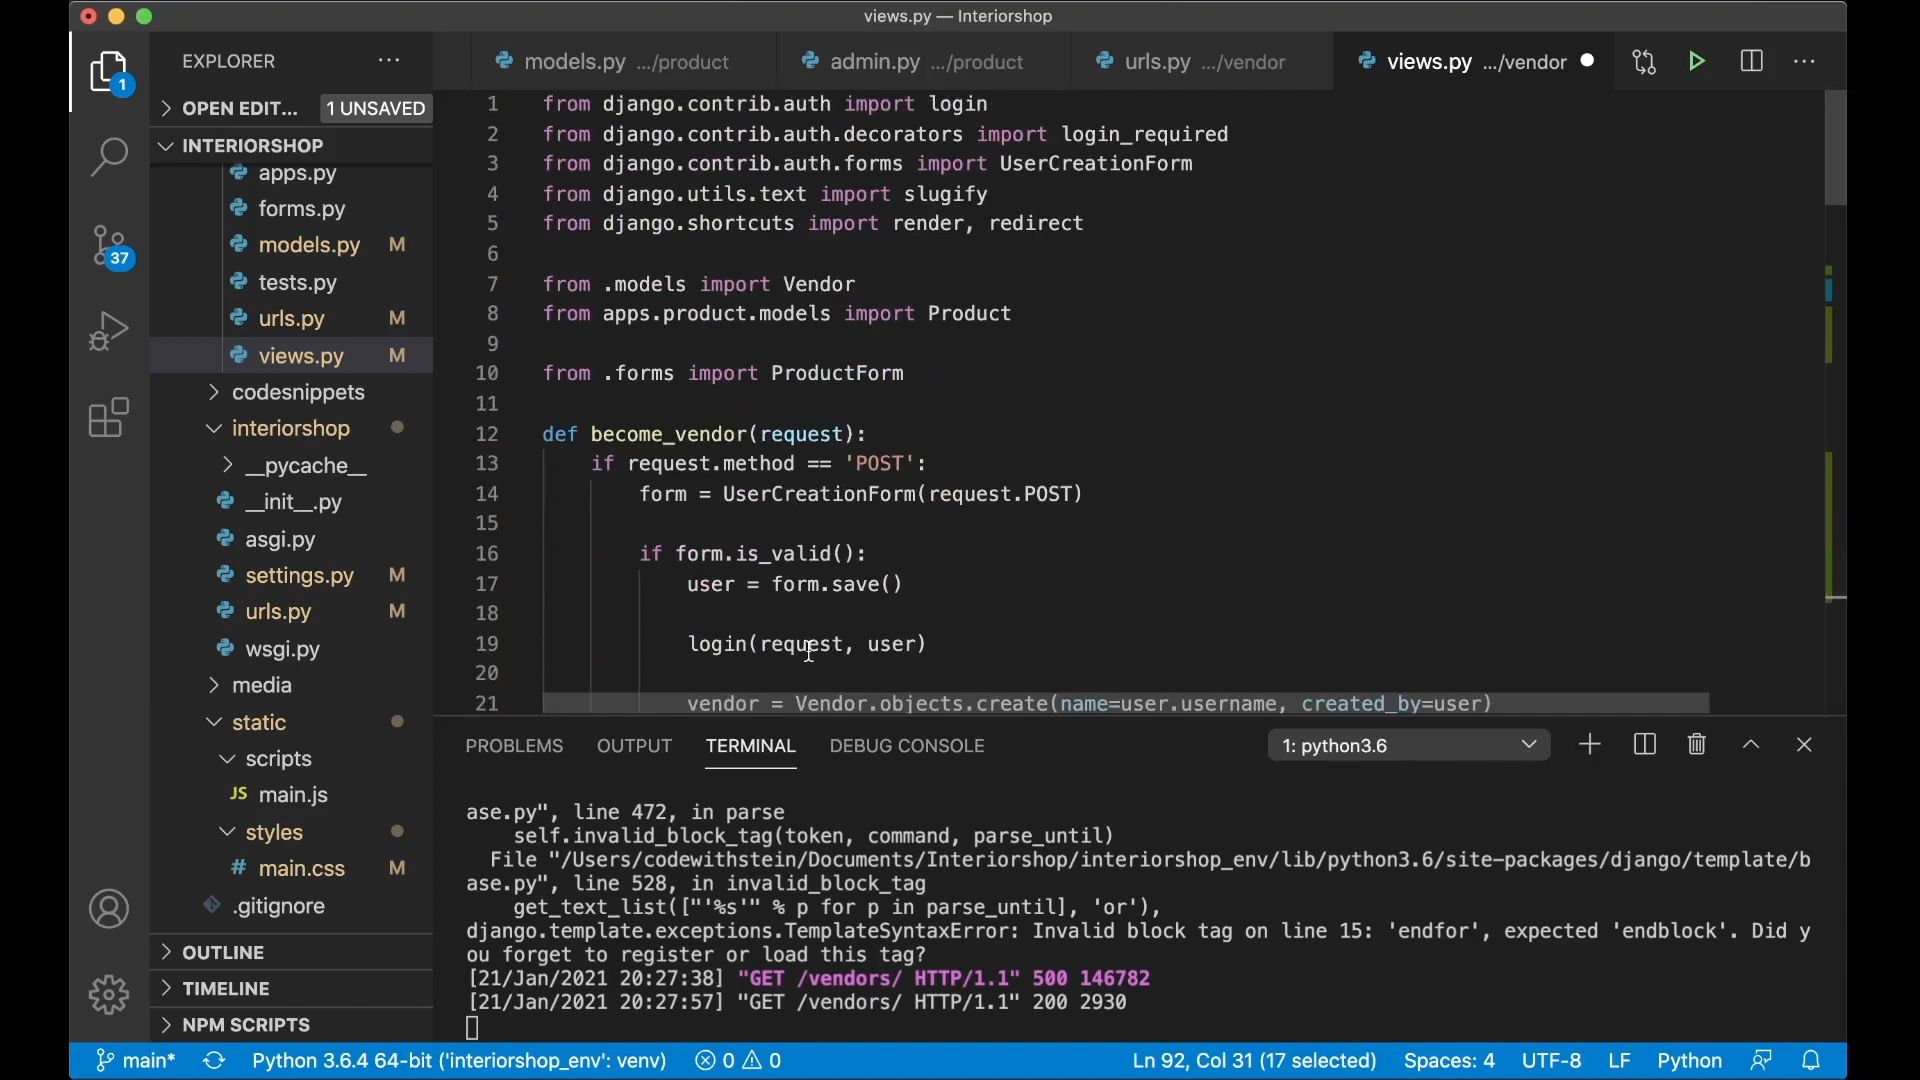 views.py — Interiorshop
EXPLORER
models.py .../product
admin.py .../product
urls.py .../vendor
views.py .../vendor
1
OPEN EDIT... 1 UNSAVED
INTERIORSHOP
apps.py
forms.py
models.py M
tests.py
urls.py M
views.py M
codesnippets
interiorshop
__pycache__
__init__.py
asgi.py
settings.py M
urls.py M
wsgi.py
media
static
scripts
JS main.js
styles
# main.css M
.gitignore
OUTLINE
TIMELINE
NPM SCRIPTS
37
1 from django.contrib.auth import login
2 from django.contrib.auth.decorators import login_required
3 from django.contrib.auth.forms import UserCreationForm
4 from django.utils.text import slugify
5 from django.shortcuts import render, redirect
6
7 from .models import Vendor
8 from apps.product.models import Product
9
10 from .forms import ProductForm
11
12 def become_vendor(request):
13 if request.method == 'POST':
14 form = UserCreationForm(request.POST)
15
16 if form.is_valid():
17 user = form.save()
18
19 login(request, user)
20
21 vendor = Vendor.objects.create(name=user.username, created_by=user)
PROBLEMS OUTPUT TERMINAL DEBUG CONSOLE 1: python3.6
ase.py", line 472, in parse
self.invalid_block_tag(token, command, parse_until)
File "/Users/codewithstein/Documents/Interiorshop/interiorshop_env/lib/python3.6/site-packages/django/template/b
ase.py", line 528, in invalid_block_tag
get_text_list(["'%s'" % p for p in parse_until], 'or'),
django.template.exceptions.TemplateSyntaxError: Invalid block tag on line 15: 'endfor', expected 'endblock'. Did y
ou forget to register or load this tag?
[21/Jan/2021 20:27:38] "GET /vendors/ HTTP/1.1" 500 146782
[21/Jan/2021 20:27:57] "GET /vendors/ HTTP/1.1" 200 2930
main* Python 3.6.4 64-bit ('interiorshop_env': venv) 0 0 Ln 92, Col 31 (17 selected) Spaces: 4 UTF-8 LF Python